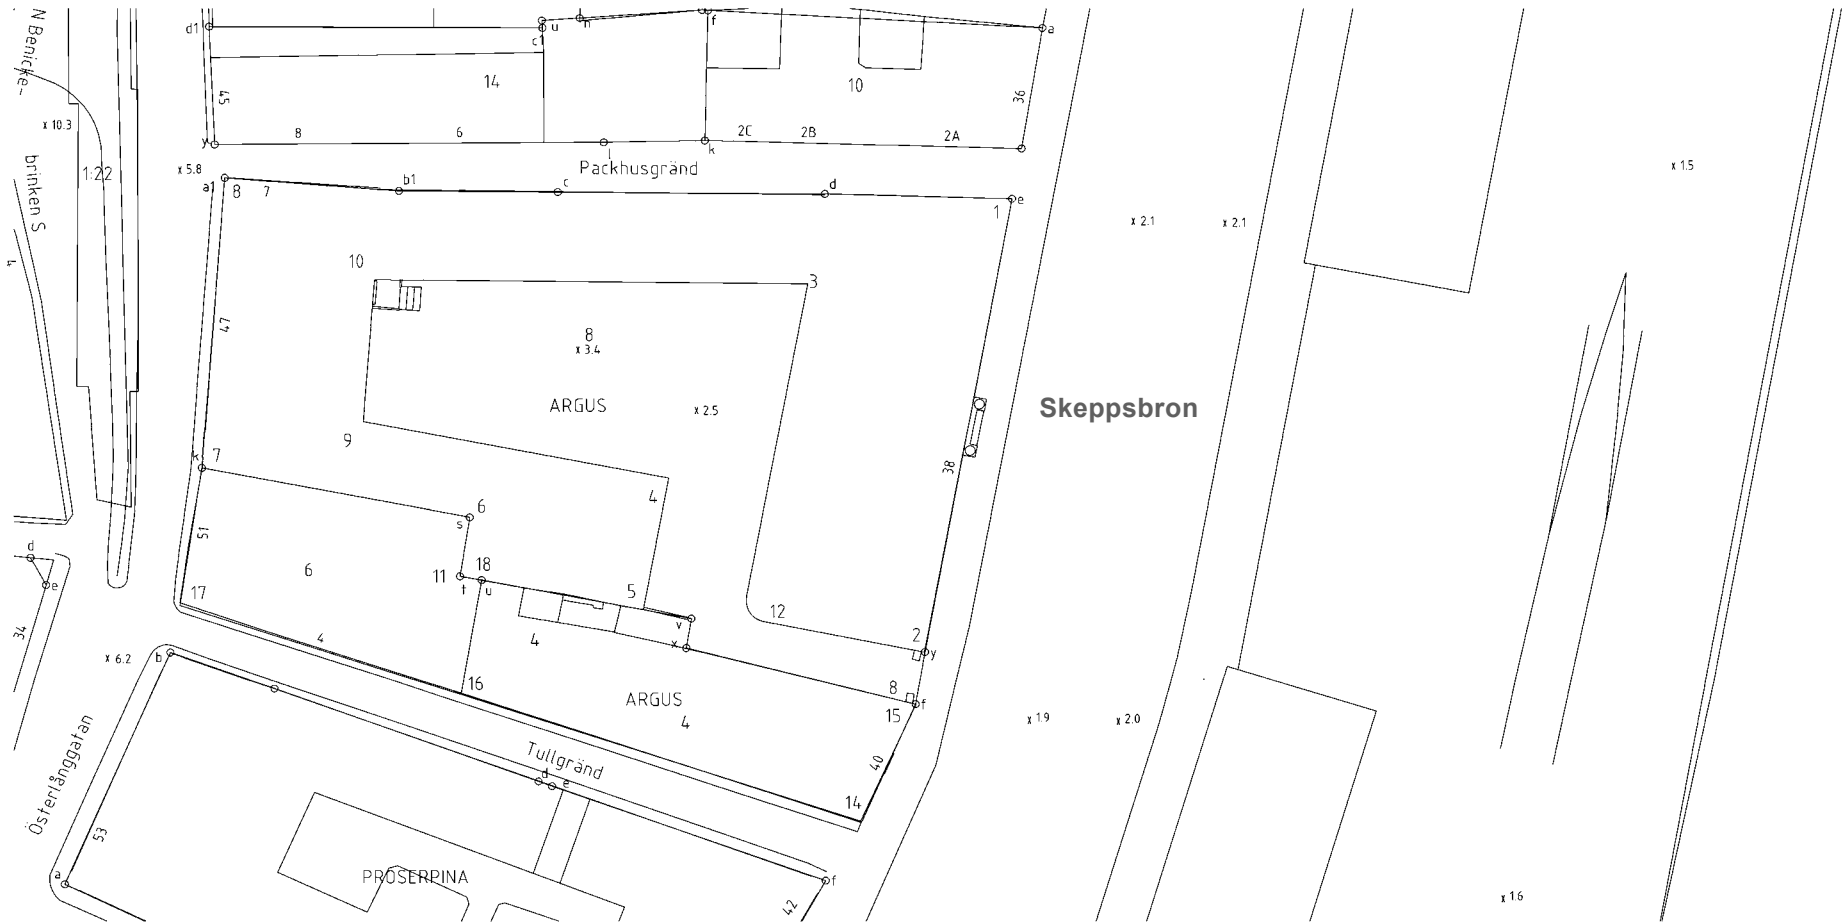 d1
c1
u
n
f
a
N Benicke-
14
45
10
36
x 10.3
8
6
2C
2B
2A
y
l
k
brinken S
1:22
x 5.8
Packhusgränd
x 1.5
a1
8
7
b1
c
d
1
e
x 2.1
x 2.1
4
10
3
47
8
x 3.4
ARGUS
x 2.5
Skeppsbron
9
k
7
38
4
6
s
51
d
e
6
11
18
t
u
5
17
v
12
2
y
34
4
4
x
x 6.2
b
16
ARGUS
8
f
15
4
x 1.9
x 2.0
Österlånggatan
Tullgränd
40
d
e
14
53
a
PROSERPINA
f
42
x 1.6